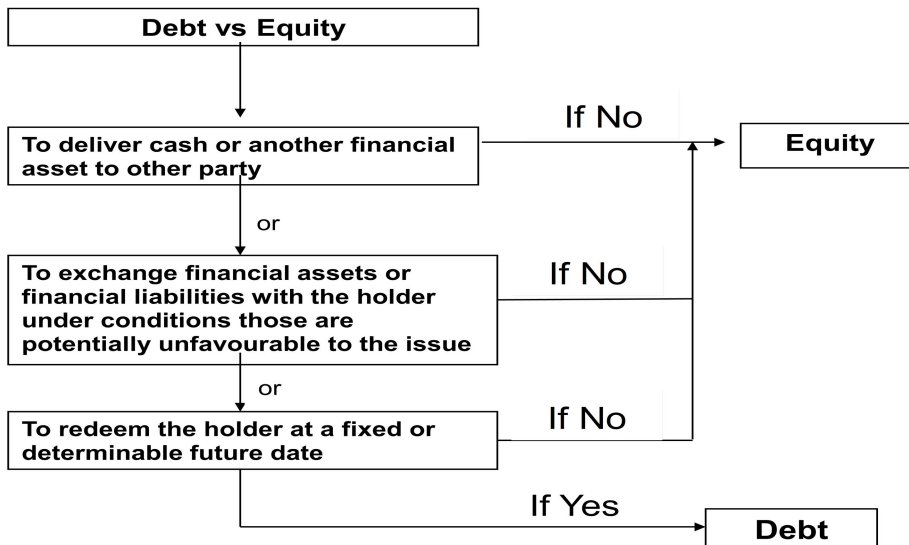 Debt vs Equity
If No
To deliver cash or another financial
asset to other party
Equity
or
To exchange financial assets or
financial liabilities with the holder
under conditions those are
potentially unfavourable to the issue
If No
or
To redeem the holder at a fixed or
determinable future date
If No
If Yes
Debt